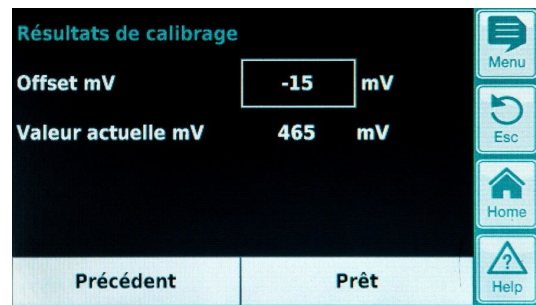 Résultats de calibrage
Offset mV -15 mV
Valeur actuelle mV 465 mV
Précédent Prêt
Menu
Esc
Home
? Help